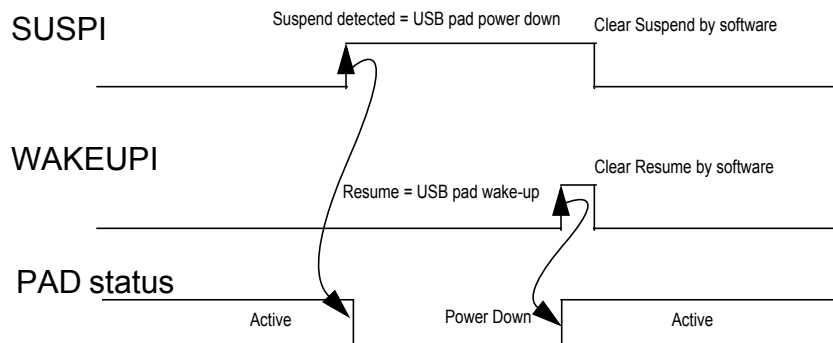 SUSPI
Suspend detected = USB pad power down
Clear Suspend by software
WAKEUPI
Resume = USB pad wake-up
Clear Resume by software
PAD status
Active
Power Down
Active